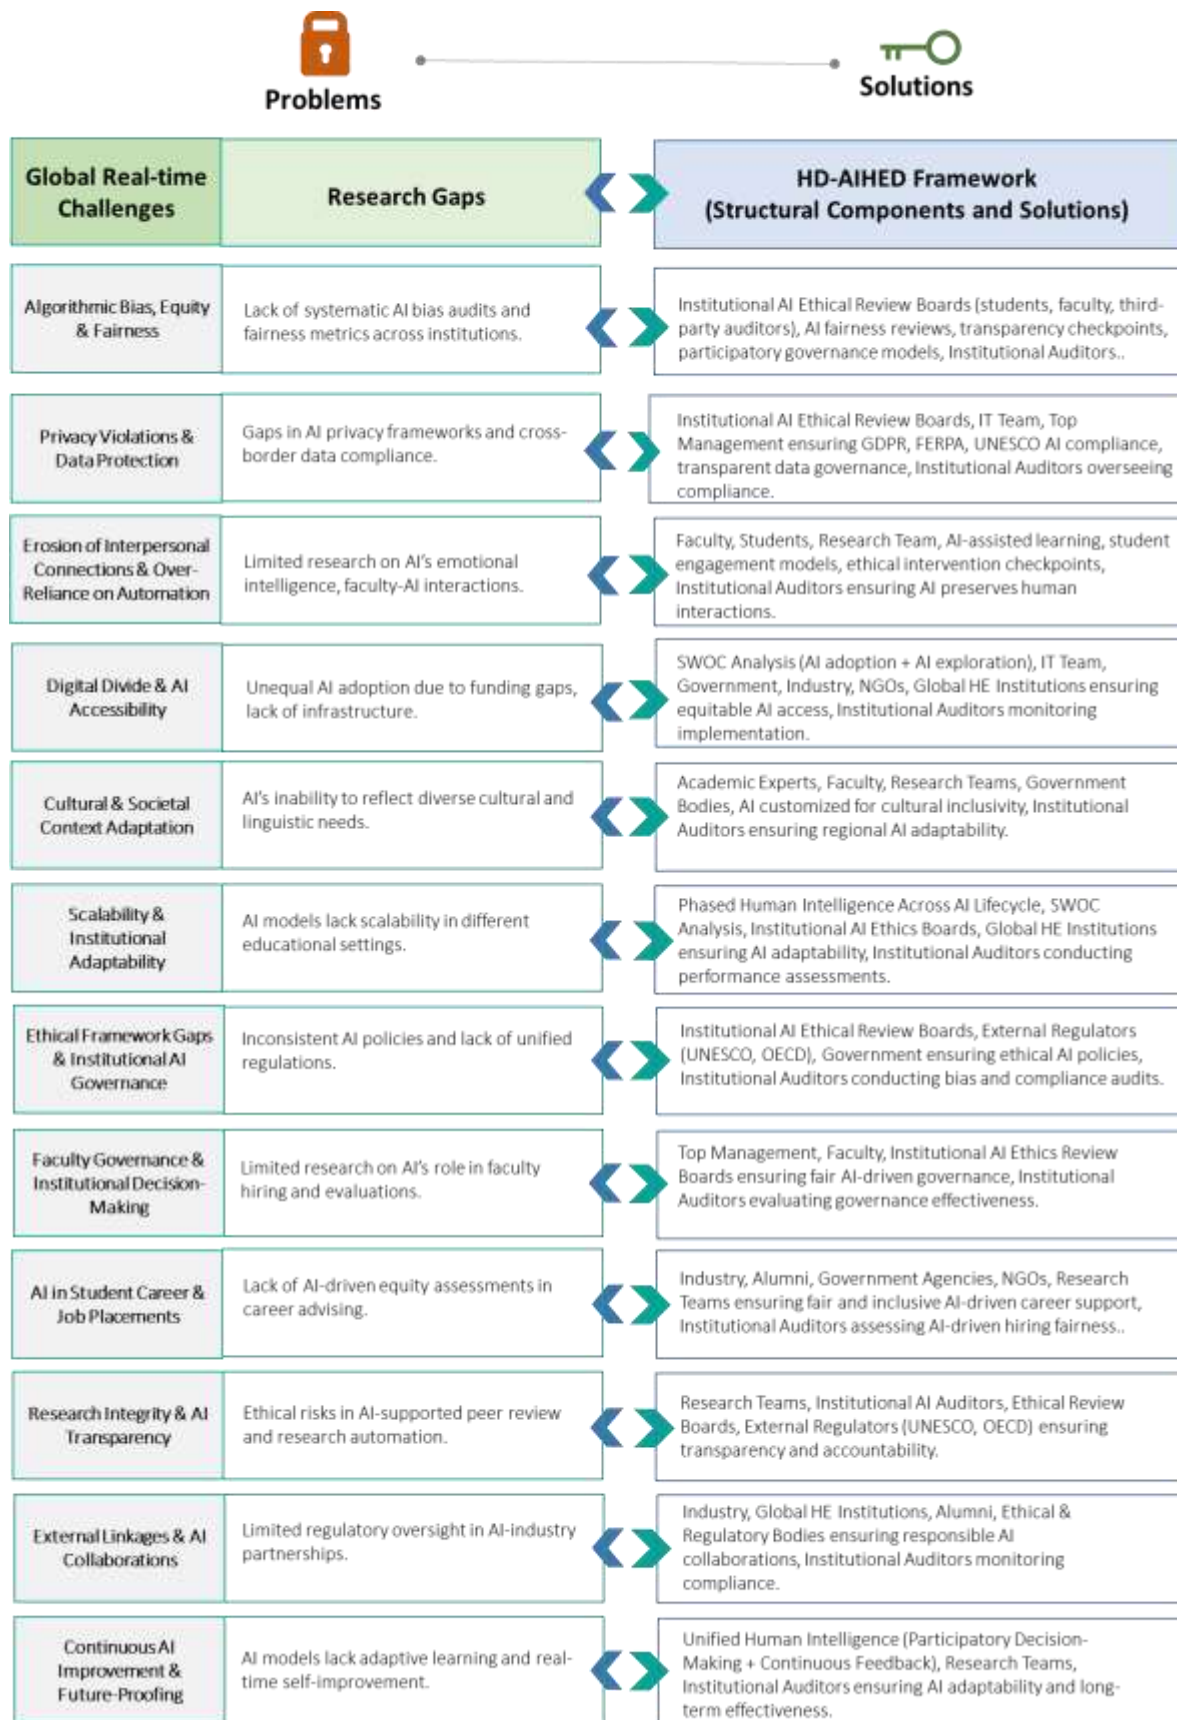 Problems
Solutions
Global Real-time
Challenges
Research Gaps
HD-AIHED Framework
(Structural Components and Solutions)
Algorithmic Bias, Equity
& Fairness
Lack of systematic AI bias audits and
fairness metrics across institutions.
Institutional AI Ethical Review Boards (students, faculty, third-
party auditors), AI fairness reviews, transparency checkpoints,
participatory governance models, Institutional Auditors..
Privacy Violations &
Data Protection
Gaps in AI privacy frameworks and cross-
border data compliance.
Institutional AI Ethical Review Boards, IT Team, Top
Management ensuring GDPR, FERPA, UNESCO AI compliance,
transparent data governance, Institutional Auditors overseeing
compliance.
Erosion of Interpersonal
Connections & Over-
Reliance on Automation
Limited research on AI's emotional
intelligence, faculty-AI interactions.
Faculty, Students, Research Team, AI-assisted learning, student
engagement models, ethical intervention checkpoints,
Institutional Auditors ensuring AI preserves human
interactions.
Digital Divide & AI
Accessibility
Unequal AI adoption due to funding gaps,
lack of infrastructure.
SWOC Analysis (AI adoption + AI exploration), IT Team,
Government, Industry, NGOs, Global HE Institutions ensuring
equitable AI access, Institutional Auditors monitoring
implementation.
Cultural & Societal
Context Adaptation
AI's inability to reflect diverse cultural and
linguistic needs.
Academic Experts, Faculty, Research Teams, Government
Bodies, AI customized for cultural inclusivity, Institutional
Auditors ensuring regional AI adaptability.
Scalability &
Institutional
Adaptability
AI models lack scalability in different
educational settings.
Phased Human Intelligence Across AI Lifecycle, SWOC
Analysis, Institutional AI Ethics Boards, Global HE Institutions
ensuring AI adaptability, Institutional Auditors conducting
performance assessments.
Ethical Framework Gaps
& Institutional AI
Governance
Inconsistent AI policies and lack of unified
regulations.
Institutional AI Ethical Review Boards, External Regulators
(UNESCO, OECD), Government ensuring ethical AI policies,
Institutional Auditors conducting bias and compliance audits.
Faculty Governance &
Institutional Decision-
Making
Limited research on AI's role in faculty
hiring and evaluations.
Top Management, Faculty, Institutional AI Ethics Review
Boards ensuring fair AI-driven governance, Institutional
Auditors evaluating governance effectiveness.
AI in Student Career &
Job Placements
Lack of AI-driven equity assessments in
career advising.
Industry, Alumni, Government Agencies, NGOs, Research
Teams ensuring fair and inclusive AI-driven career support,
Institutional Auditors assessing AI-driven hiring fairness..
Research Integrity & AI
Transparency
Ethical risks in AI-supported peer review
and research automation.
Research Teams, Institutional AI Auditors, Ethical Review
Boards, External Regulators (UNESCO, OECD) ensuring
transparency and accountability.
External Linkages & AI
Collaborations
Limited regulatory oversight in AI-industry
partnerships.
Industry, Global HE Institutions, Alumni, Ethical &
Regulatory Bodies ensuring responsible AI
collaborations, Institutional Auditors monitoring
compliance.
Continuous AI
Improvement &
Future-Proofing
AI models lack adaptive learning and real-
time self-improvement.
Unified Human Intelligence (Participatory Decision-
Making + Continuous Feedback), Research Teams,
Institutional Auditors ensuring AI adaptability and long-
term effectiveness.